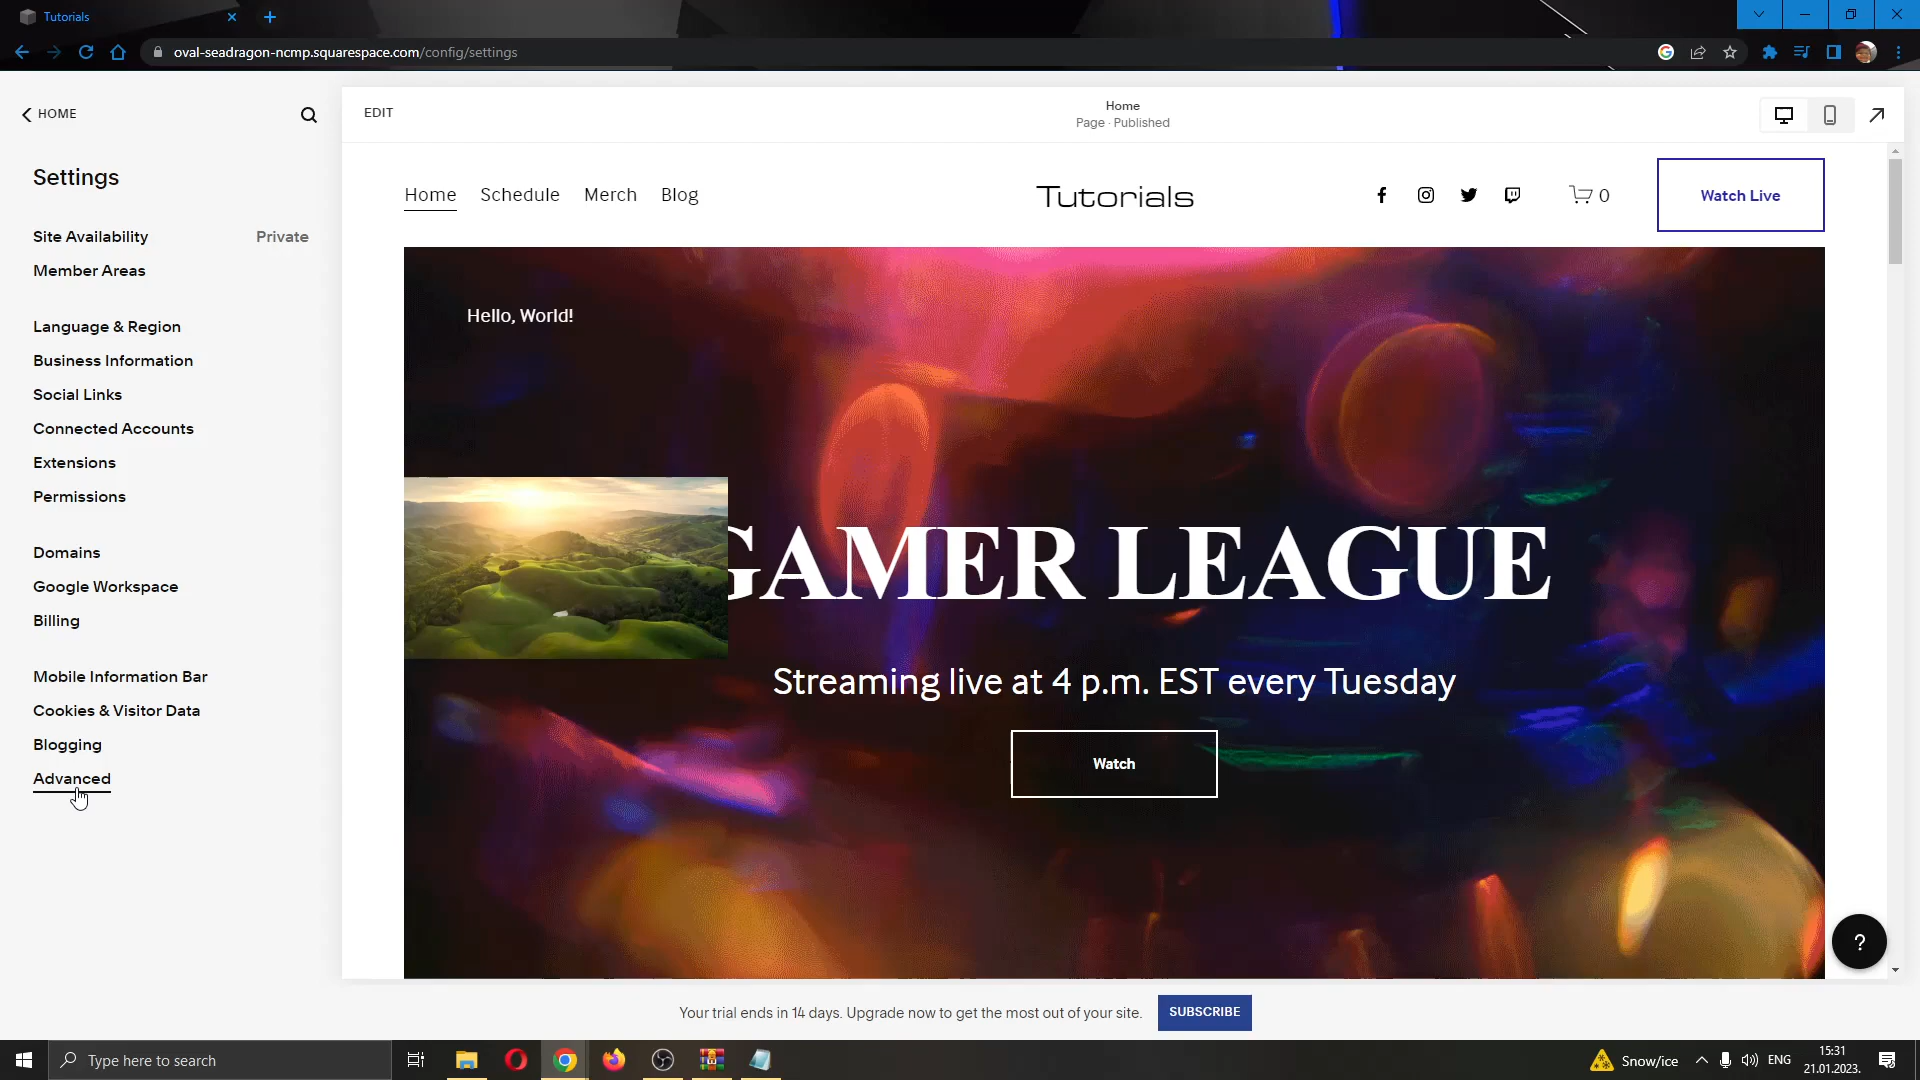 Tutorials
oval-seadragon-ncmp.squarespace.com/config/settings
HOME
Settings
Site Availability Private
Member Areas
Language & Region
Business Information
Social Links
Connected Accounts
Extensions
Permissions
Domains
Google Workspace
Billing
Mobile Information Bar
Cookies & Visitor Data
Blogging
Advanced
EDIT
Home
Page · Published
Home Schedule Merch Blog
Tutorials
0
Watch Live
Hello, World!
GAMER LEAGUE
Streaming live at 4 p.m. EST every Tuesday
Watch
?
Your trial ends in 14 days. Upgrade now to get the most out of your site.
SUBSCRIBE
Type here to search
Snow/ice
ENG
15:31
21.01.2023.